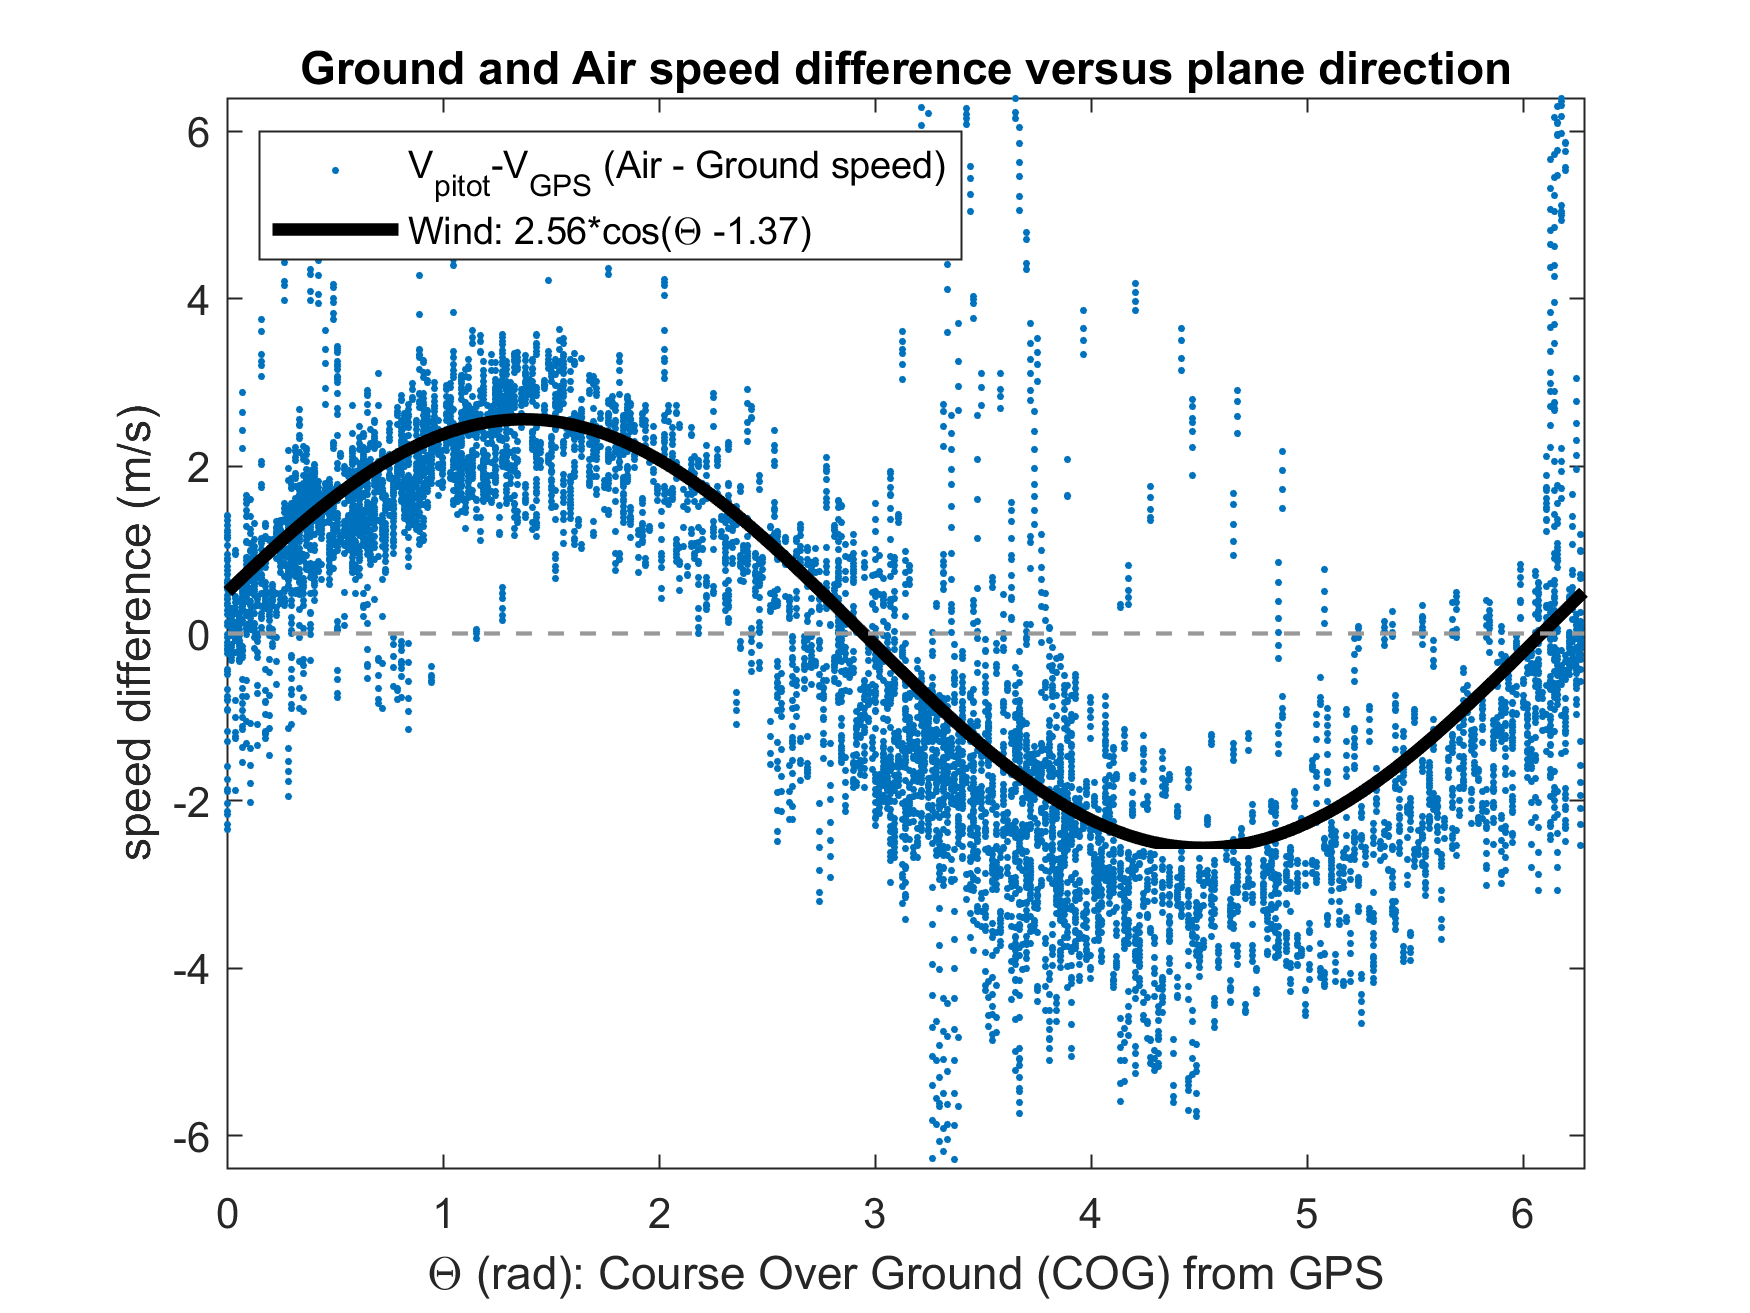 Ground and Air speed difference versus plane direction
V_pitot-V_GPS (Air - Ground speed)
Wind: 2.56*cos(Θ -1.37)
speed difference (m/s)
6
4
2
0
-2
-4
-6
0 1 2 3 4 5 6
Θ (rad): Course Over Ground (COG) from GPS